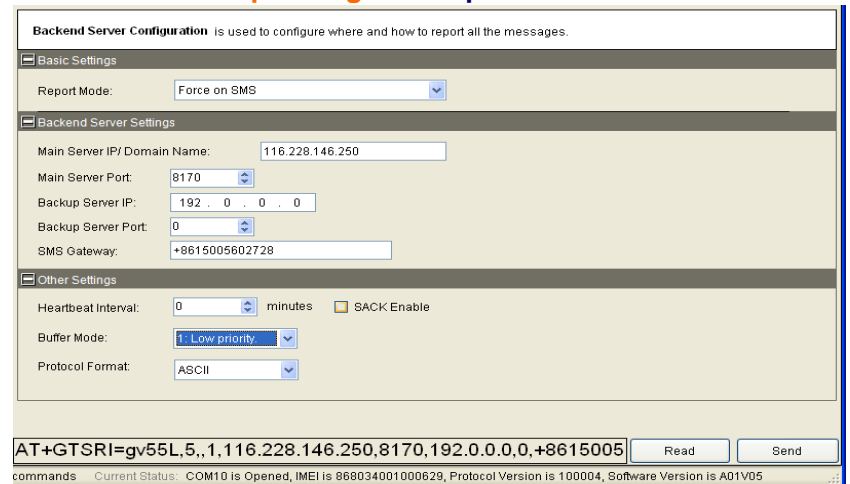 Backend Server Configuration is used to configure where and how to report all the messages.
Basic Settings
Report Mode: Force on SMS
Backend Server Settings
Main Server IP/ Domain Name: 116.228.146.250
Main Server Port: 8170
Backup Server IP: 192 . 0 . 0 . 0
Backup Server Port: 0
SMS Gateway: +8615005602728
Other Settings
Heartbeat Interval: 0 minutes SACK Enable
Buffer Mode: 1: Low priority.
Protocol Format: ASCII
AT+GTSRI=gv55L,5,,1,116.228.146.250,8170,192.0.0.0,0,+8615005 Read Send
commands Current Status: COM10 is Opened, IMEI is 868034001000629, Protocol Version is 100004, Software Version is A01V05